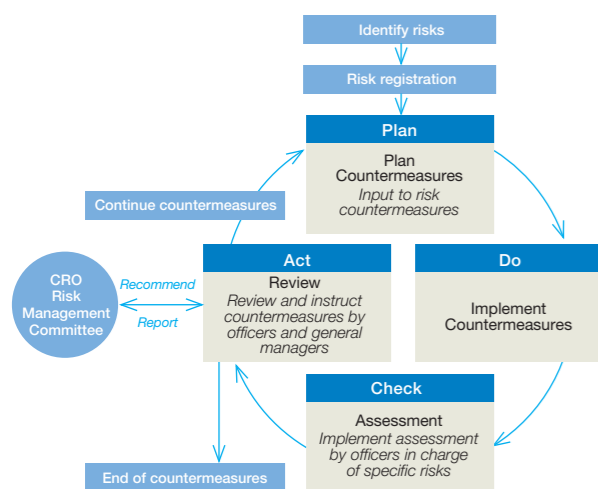 Identify risks
Risk registration
Plan
Plan
Countermeasures
Input to risk
countermeasures
Continue countermeasures
Act
Review
Review and instruct
countermeasures by
officers and general
managers
Do
Implement
Countermeasures
CRO
Risk
Management
Committee
Recommend
Report
Check
Assessment
Implement assessment
by officers in charge
of specific risks
End of countermeasures